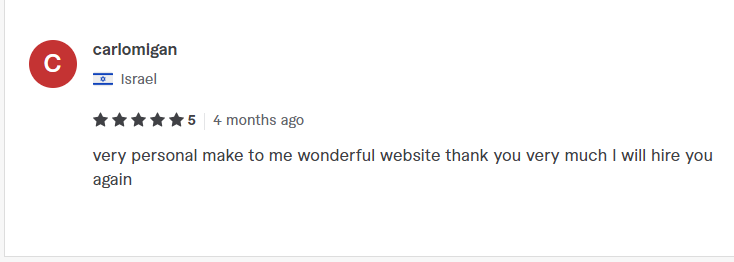 C
carlomlgan
Israel
5 | 4 months ago
very personal make to me wonderful website thank you very much I will hire you
again